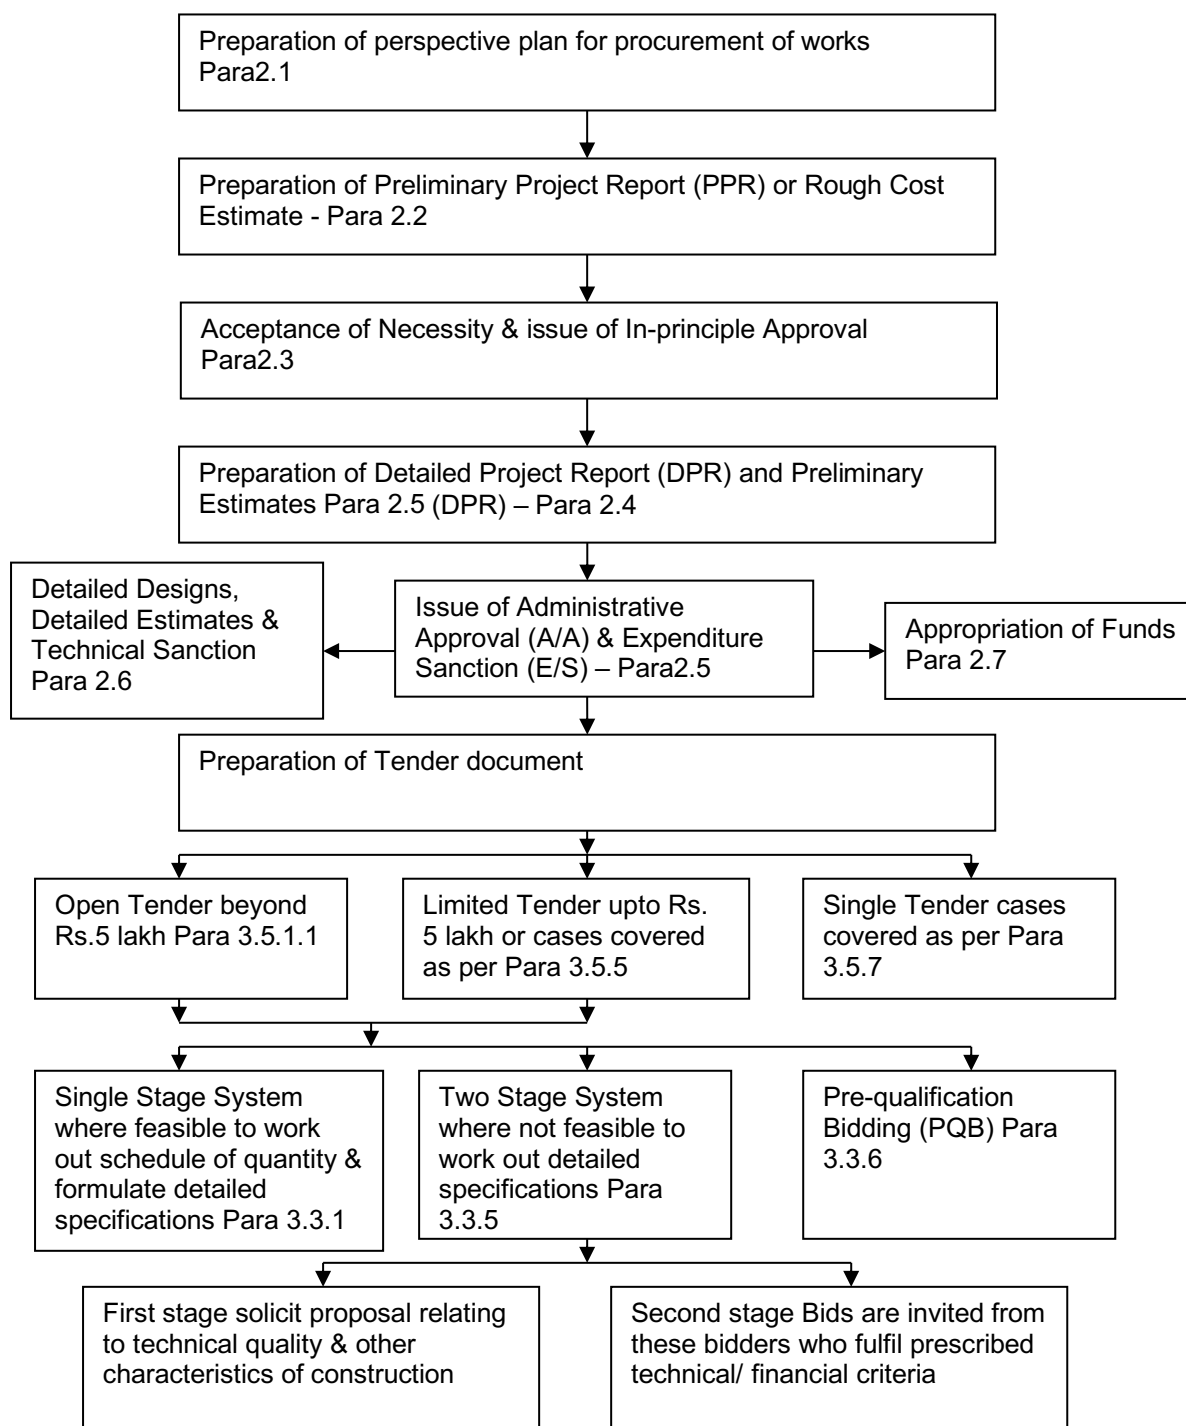 Preparation of perspective plan for procurement of works
Para2.1
Preparation of Preliminary Project Report (PPR) or Rough Cost
Estimate - Para 2.2
Acceptance of Necessity & issue of In-principle Approval
Para2.3
Preparation of Detailed Project Report (DPR) and Preliminary
Estimates Para 2.5 (DPR) – Para 2.4
Detailed Designs,
Detailed Estimates &
Technical Sanction
Para 2.6
Issue of Administrative
Approval (A/A) & Expenditure
Sanction (E/S) – Para2.5
Appropriation of Funds
Para 2.7
Preparation of Tender document
Open Tender beyond
Rs.5 lakh Para 3.5.1.1
Limited Tender upto Rs.
5 lakh or cases covered
as per Para 3.5.5
Single Tender cases
covered as per Para
3.5.7
Single Stage System
where feasible to work
out schedule of quantity &
formulate detailed
specifications Para 3.3.1
Two Stage System
where not feasible to
work out detailed
specifications Para
3.3.5
Pre-qualification
Bidding (PQB) Para
3.3.6
First stage solicit proposal relating
to technical quality & other
characteristics of construction
Second stage Bids are invited from
these bidders who fulfil prescribed
technical/ financial criteria